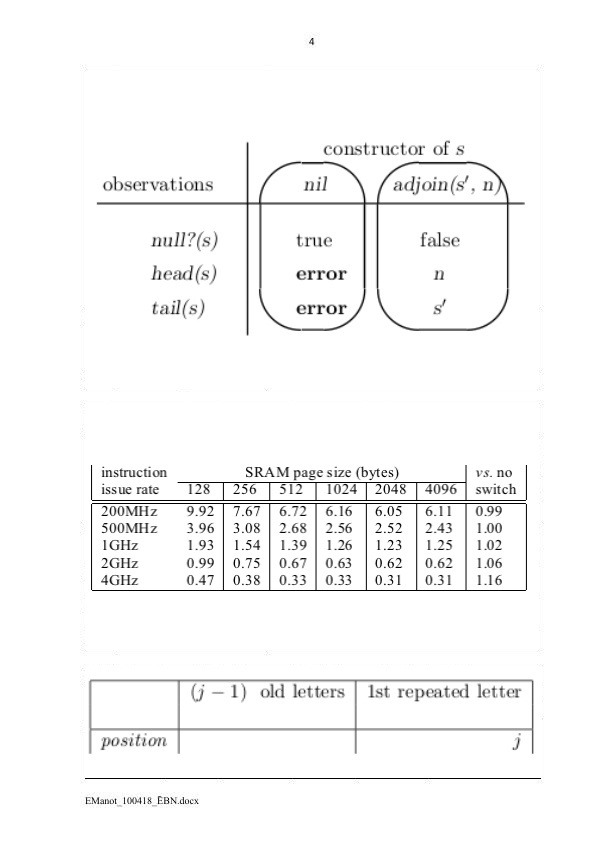 4
constructor of s
observations nil adjoin(s′, n)
null?(s) true false
head(s) error n
tail(s) error s′
instruction SRAM page size (bytes) vs. no
issue rate 128 256 512 1024 2048 4096 switch
200MHz 9.92 7.67 6.72 6.16 6.05 6.11 0.99
500MHz 3.96 3.08 2.68 2.56 2.52 2.43 1.00
1GHz 1.93 1.54 1.39 1.26 1.23 1.25 1.02
2GHz 0.99 0.75 0.67 0.63 0.62 0.62 1.06
4GHz 0.47 0.38 0.33 0.33 0.31 0.31 1.16
(j − 1) old letters 1st repeated letter
position j
EManot_100418_ÈBN.docx